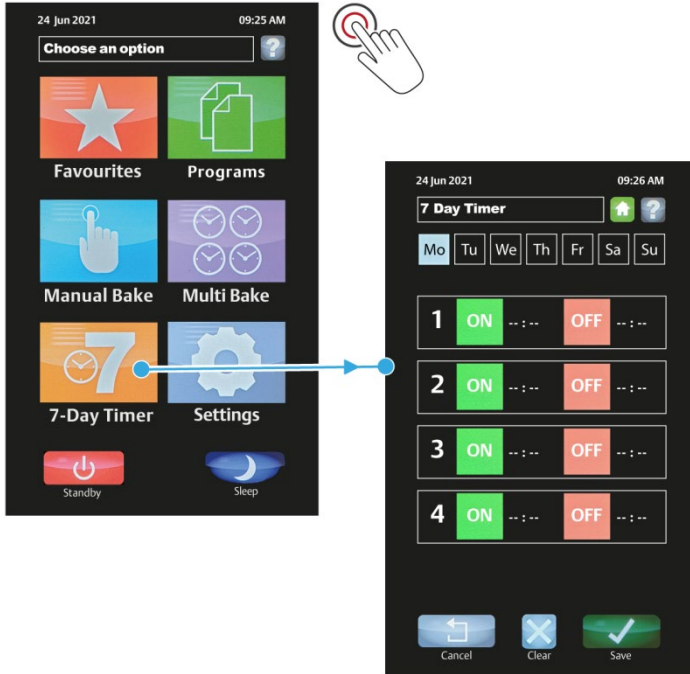 24 Jun 2021 09:25 AM
Choose an option ?
Favourites Programs
Manual Bake Multi Bake
7
7-Day Timer Settings
Standby Sleep
24 Jun 2021 09:26 AM
7 Day Timer ?
Mo Tu We Th Fr Sa Su
1 ON --:-- OFF --:--
2 ON --:-- OFF --:--
3 ON --:-- OFF --:--
4 ON --:-- OFF --:--
Cancel Clear Save